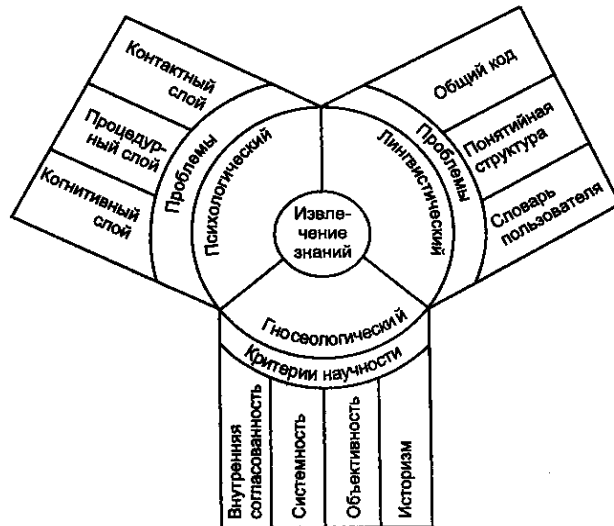 Контактный
слой
Процедур-
ный слой
Когнитивный
слой
Проблемы
Психологический
Извле-
чение
знаний
Лингвистический
Проблемы
Общий код
Понятийная
структура
Словарь
пользователя
Гносеологический
Критерии научности
Внутренняя
согласованность
Системность
Объективность
Историзм